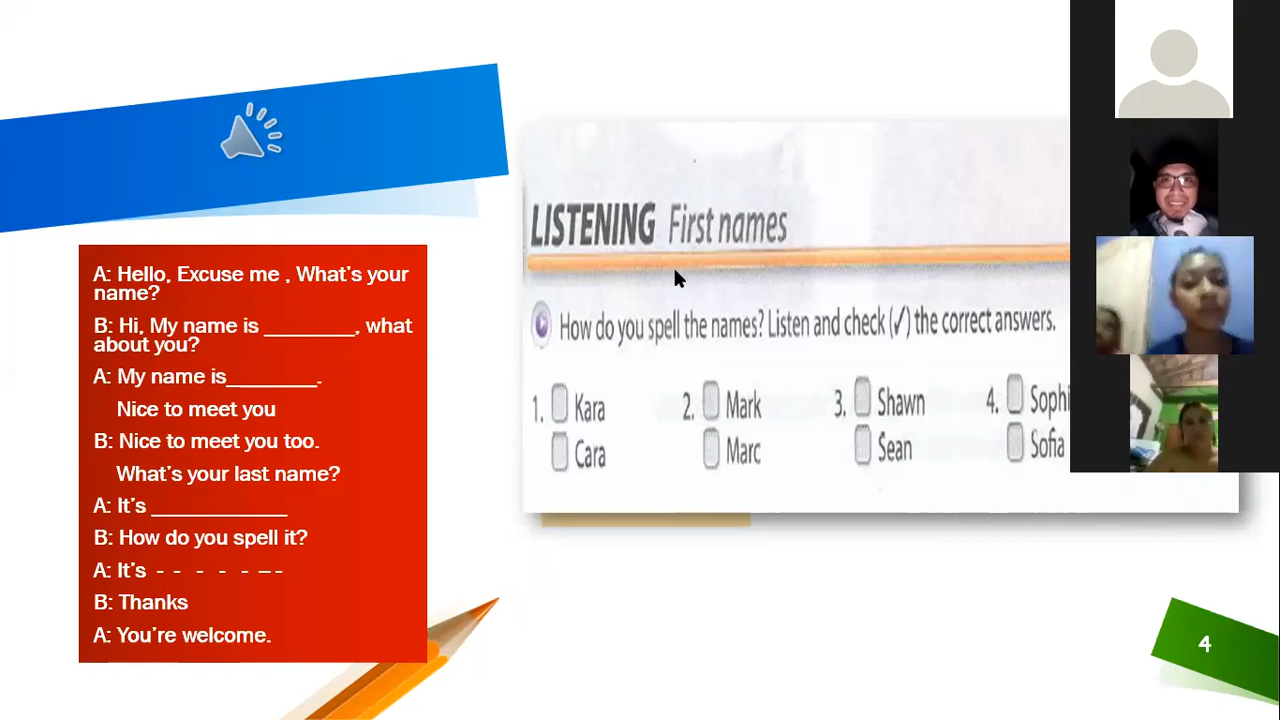 A: Hello, Excuse me , What's your
name?
B: Hi, My name is ________, what
about you?
A: My name is________.
Nice to meet you
B: Nice to meet you too.
What's your last name?
A: It's ____________
B: How do you spell it?
A: It's - - - - - – -
B: Thanks
A: You're welcome.
LISTENING First names
How do you spell the names? Listen and check (✓) the correct answers.
1. Kara 2. Mark 3. Shawn 4. Sophi
Cara Marc Sean Sofia
4